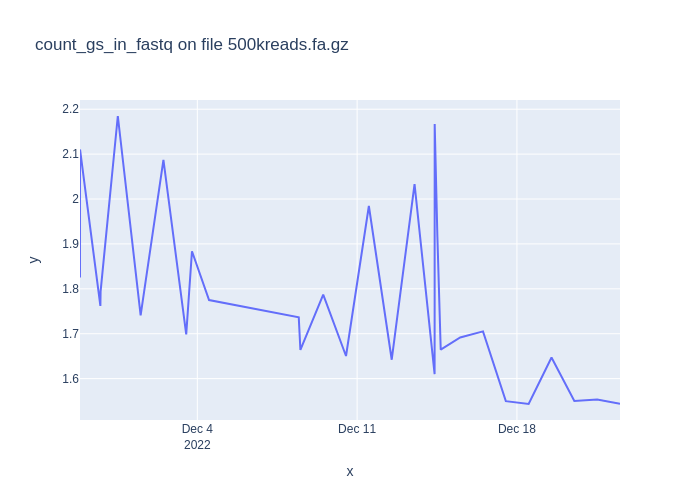 count_gs_in_fastq on file 500kreads.fa.gz
2.2
2.1
2
1.9
1.8
1.7
1.6
y
Dec 4
2022
Dec 11
Dec 18
x